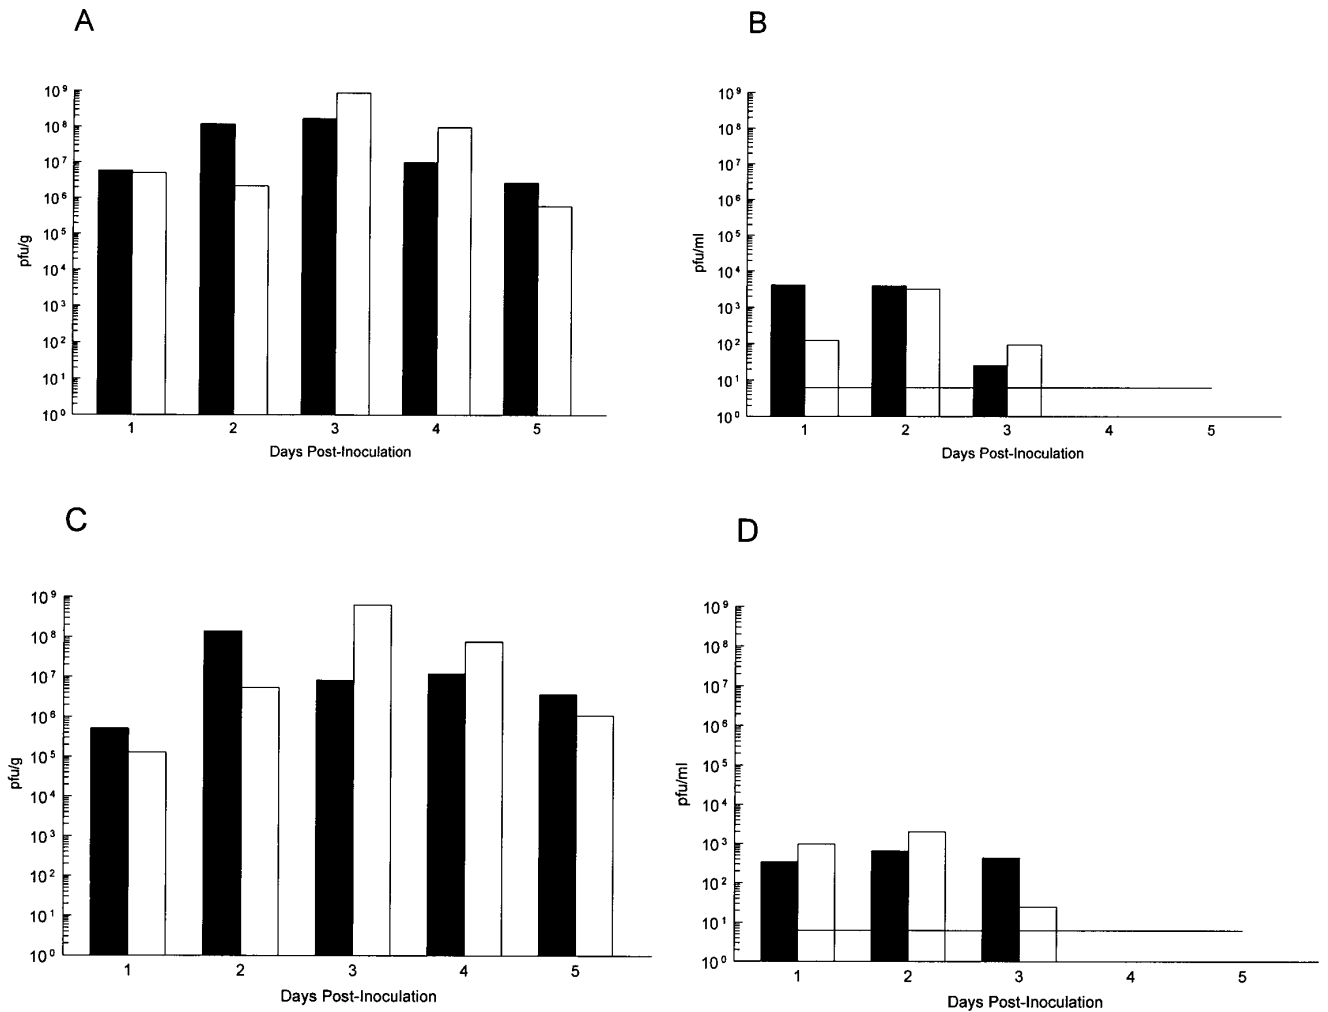 A
10⁹
10⁸
10⁷
10⁶
10⁵
10⁴
10³
10²
10¹
10⁰
pfu/g
1 2 3 4 5
Days Post-Inoculation
B
10⁹
10⁸
10⁷
10⁶
10⁵
10⁴
10³
10²
10¹
10⁰
pfu/ml
1 2 3 4 5
Days Post-Inoculation
C
10⁹
10⁸
10⁷
10⁶
10⁵
10⁴
10³
10²
10¹
10⁰
pfu/g
1 2 3 4 5
Days Post-Inoculation
D
10⁹
10⁸
10⁷
10⁶
10⁵
10⁴
10³
10²
10¹
10⁰
pfu/ml
1 2 3 4 5
Days Post-Inoculation